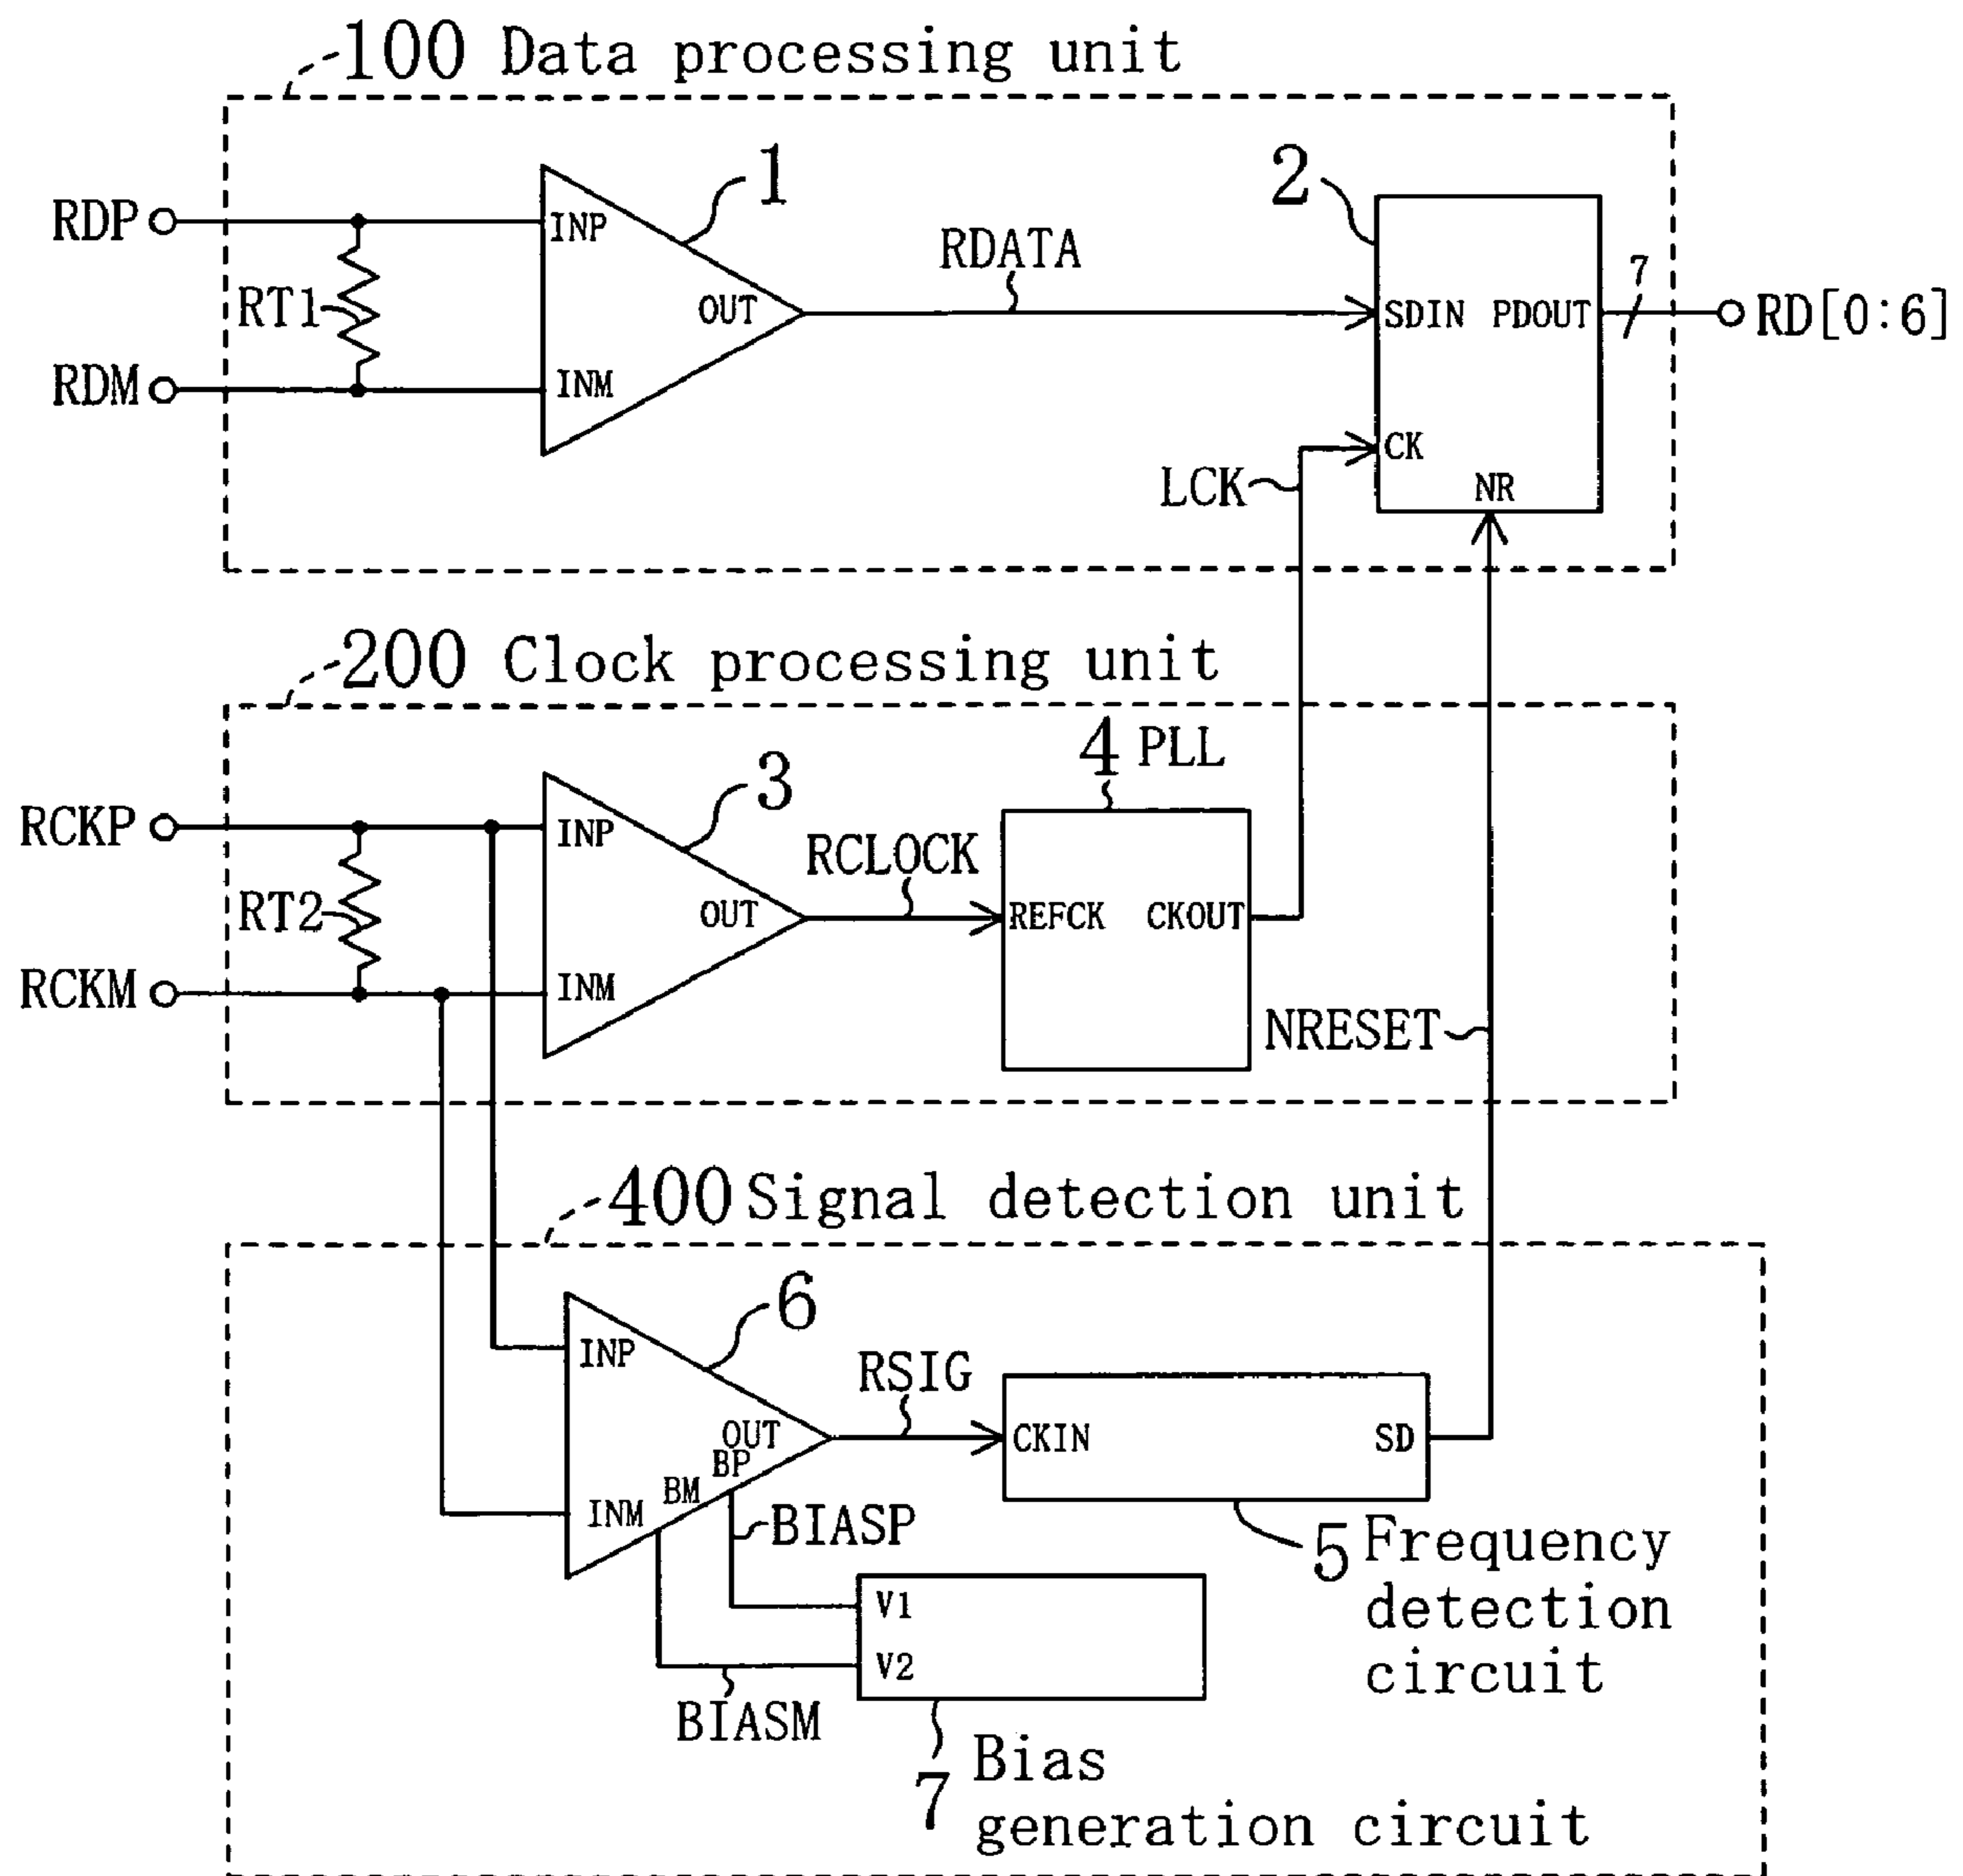 100 Data processing unit
1
2
RDP
INP
RDATA
7
RT1
OUT
SDIN PDOUT
RD[0:6]
RDM
INM
CK
LCK
NR
200 Clock processing unit
4 PLL
3
RCKP
INP
RCLOCK
RT2
OUT
REFCK CKOUT
RCKM
INM
NRESET
400 Signal detection unit
6
INP
RSIG
OUT
CKIN SD
BP
BM
INM
BIASP
5 Frequency
detection
circuit
V1
V2
BIASM
7 Bias
generation circuit